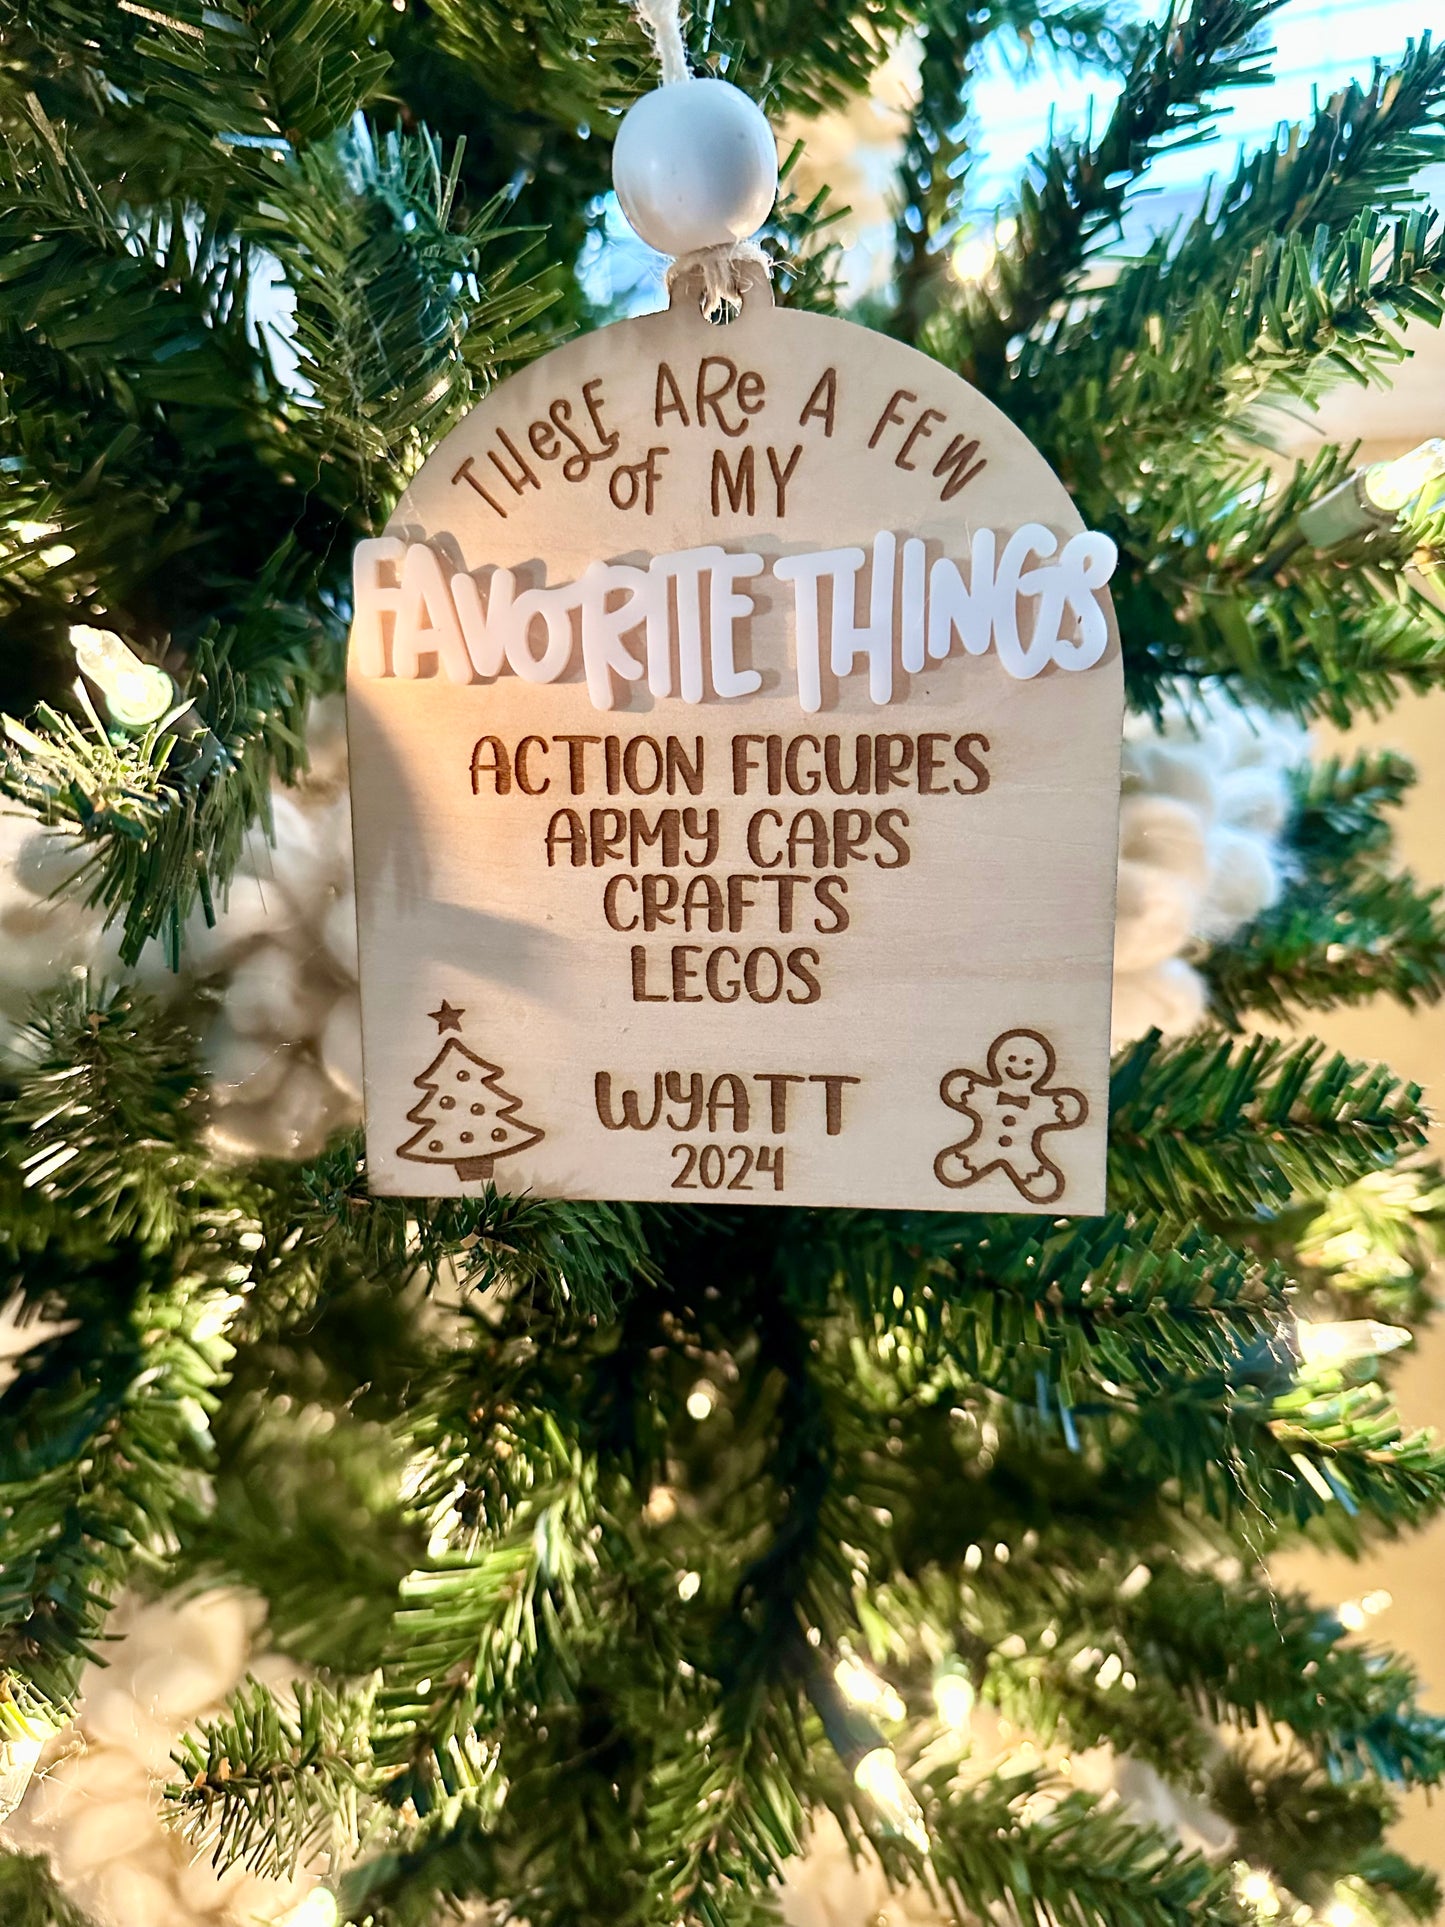 THESE ARE A FEW
OF MY
FAVORITE THINGS
ACTION FIGURES
ARMY CARS
CRAFTS
LEGOS
WYATT
2024